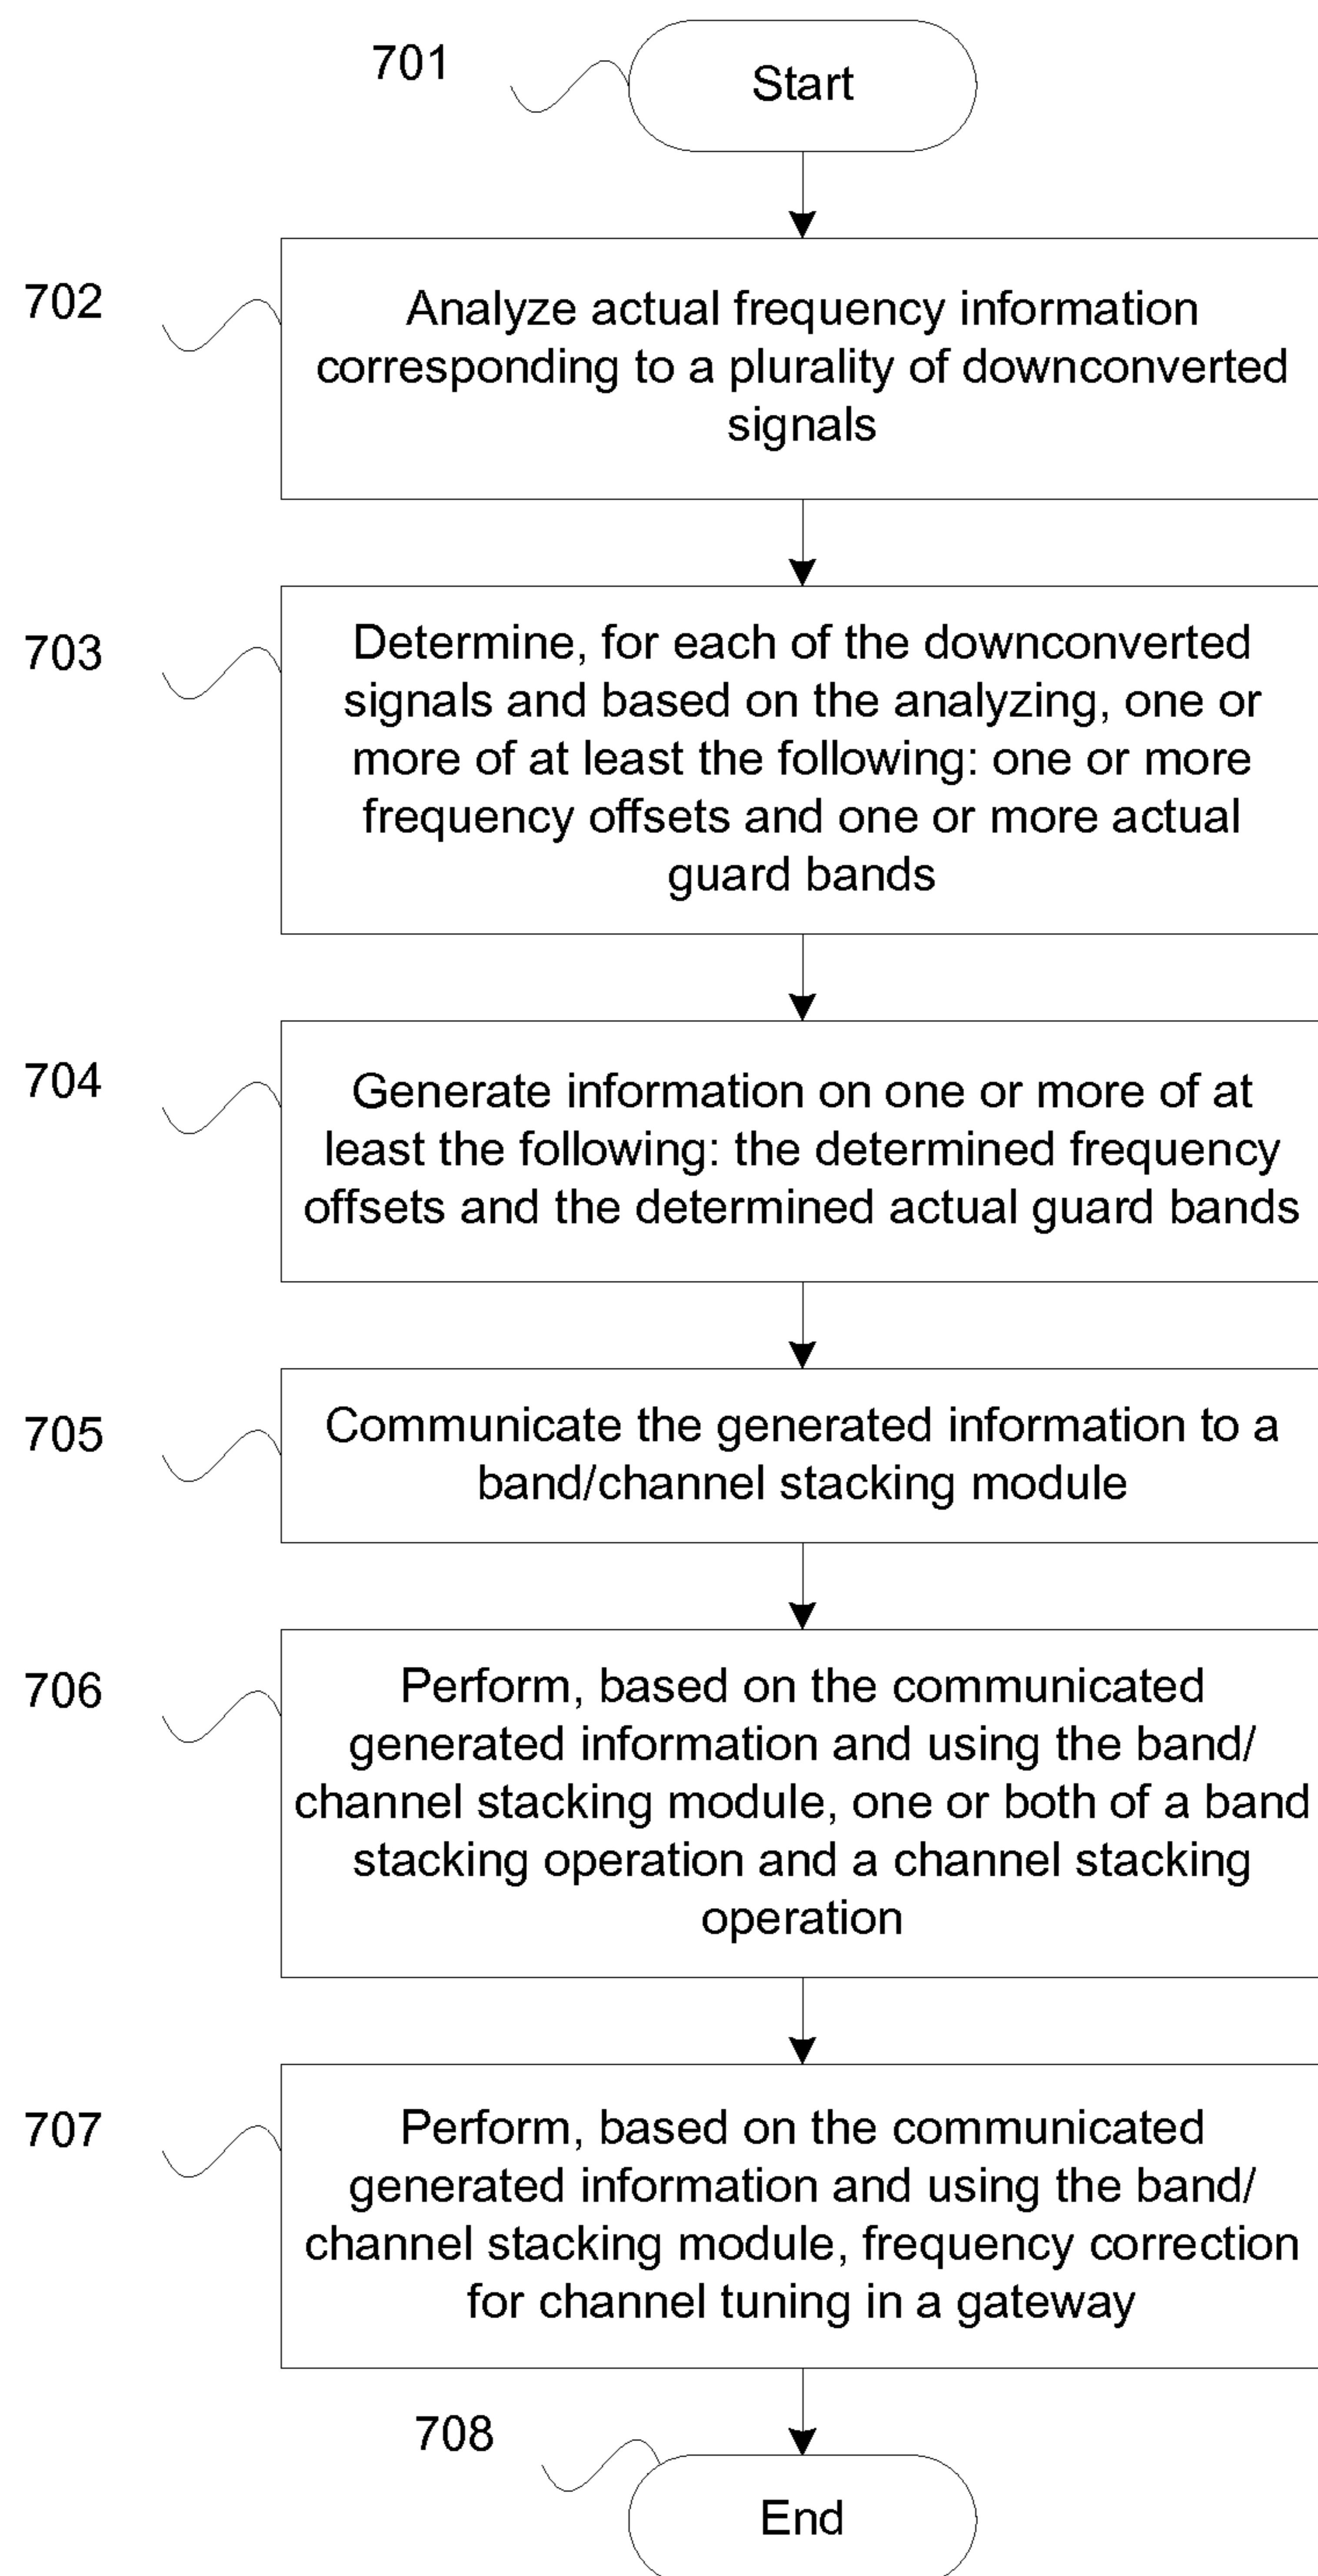 701
Start
702
Analyze actual frequency information
corresponding to a plurality of downconverted
signals
703
Determine, for each of the downconverted
signals and based on the analyzing, one or
more of at least the following: one or more
frequency offsets and one or more actual
guard bands
704
Generate information on one or more of at
least the following: the determined frequency
offsets and the determined actual guard bands
705
Communicate the generated information to a
band/channel stacking module
706
Perform, based on the communicated
generated information and using the band/
channel stacking module, one or both of a band
stacking operation and a channel stacking
operation
707
Perform, based on the communicated
generated information and using the band/
channel stacking module, frequency correction
for channel tuning in a gateway
708
End